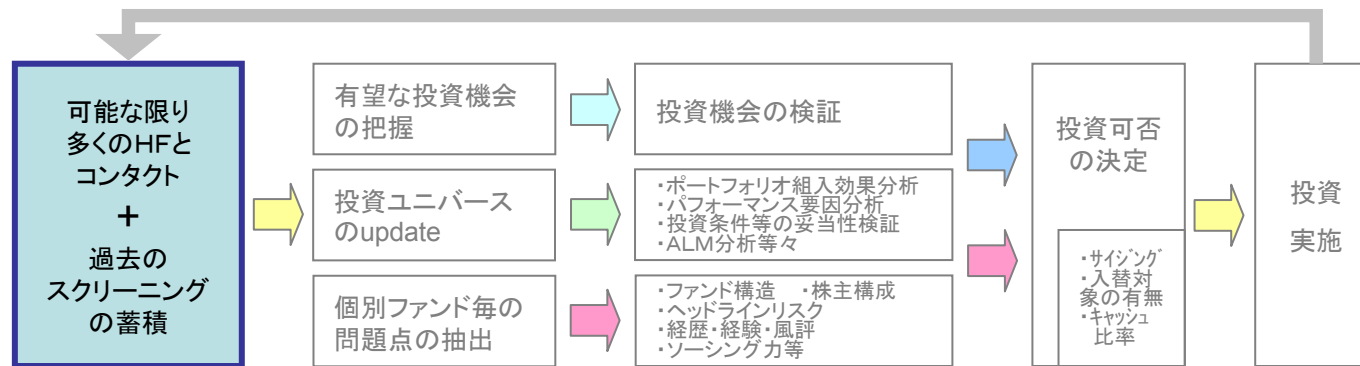 可能な限り
多くのHFと
コンタクト
+
過去の
スクリーニング
の蓄積
有望な投資機会
の把握
投資機会の検証
投資ユニバース
のupdate
・ポートフォリオ組入効果分析
・パフォーマンス要因分析
・投資条件等の妥当性検証
・ALM分析等々
個別ファンド毎の
問題点の抽出
・ファンド構造 ・株主構成
・ヘッドラインリスク
・経歴・経験・風評
・ソーシング力等
投資可否
の決定
・サイジング
・入替対
象の有無
・キャッシュ
比率
投資
実施